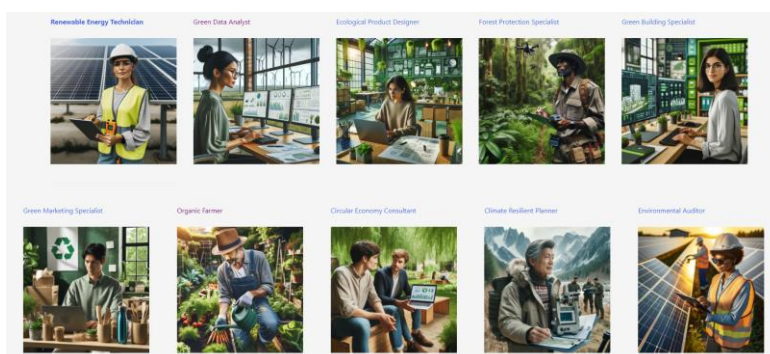 Renewable Energy Technician
Green Data Analyst
Ecological Product Designer
Forest Protection Specialist
Green Building Specialist
Green Marketing Specialist
Organic Farmer
Circular Economy Consultant
Climate Resilient Planner
Environmental Auditor